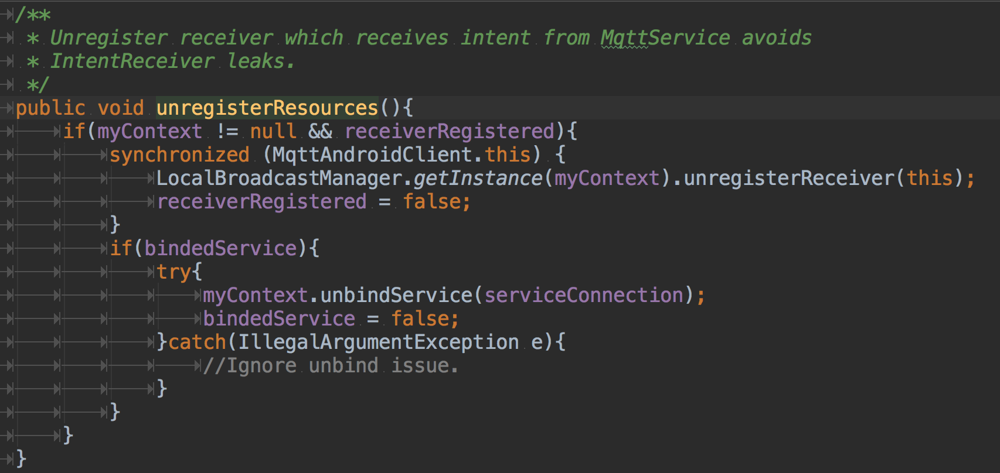 /**
 * Unregister receiver which receives intent from MqttService avoids
 * IntentReceiver leaks.
 */
public void unregisterResources(){
	if(myContext != null && receiverRegistered){
		synchronized (MqttAndroidClient.this) {
			LocalBroadcastManager.getInstance(myContext).unregisterReceiver(this);
			receiverRegistered = false;
		}
		if(bindedService){
			try{
				myContext.unbindService(serviceConnection);
				bindedService = false;
			}catch(IllegalArgumentException e){
				//Ignore unbind issue.
			}
		}
	}
}